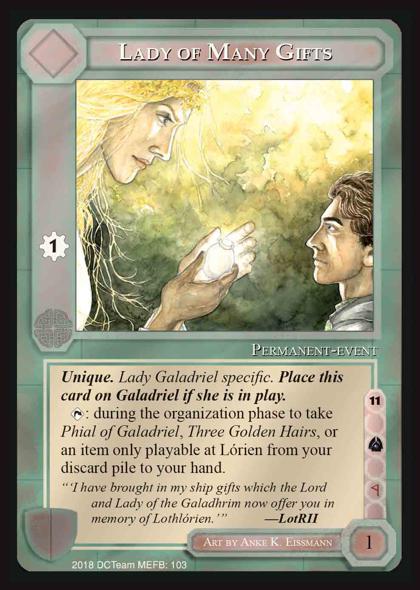 Lady of Many Gifts
1
Permanent-event
Unique. Lady Galadriel specific. Place this
card on Galadriel if she is in play.
: during the organization phase to take
Phial of Galadriel, Three Golden Hairs, or
an item only playable at Lórien from your
discard pile to your hand.
11
“‘I have brought in my ship gifts which the Lord
and Lady of the Galadhrim now offer you in
memory of Lothlórien.’” —LotRII
Art by Anke K. Eissmann
1
2018 DCTeam MEFB: 103